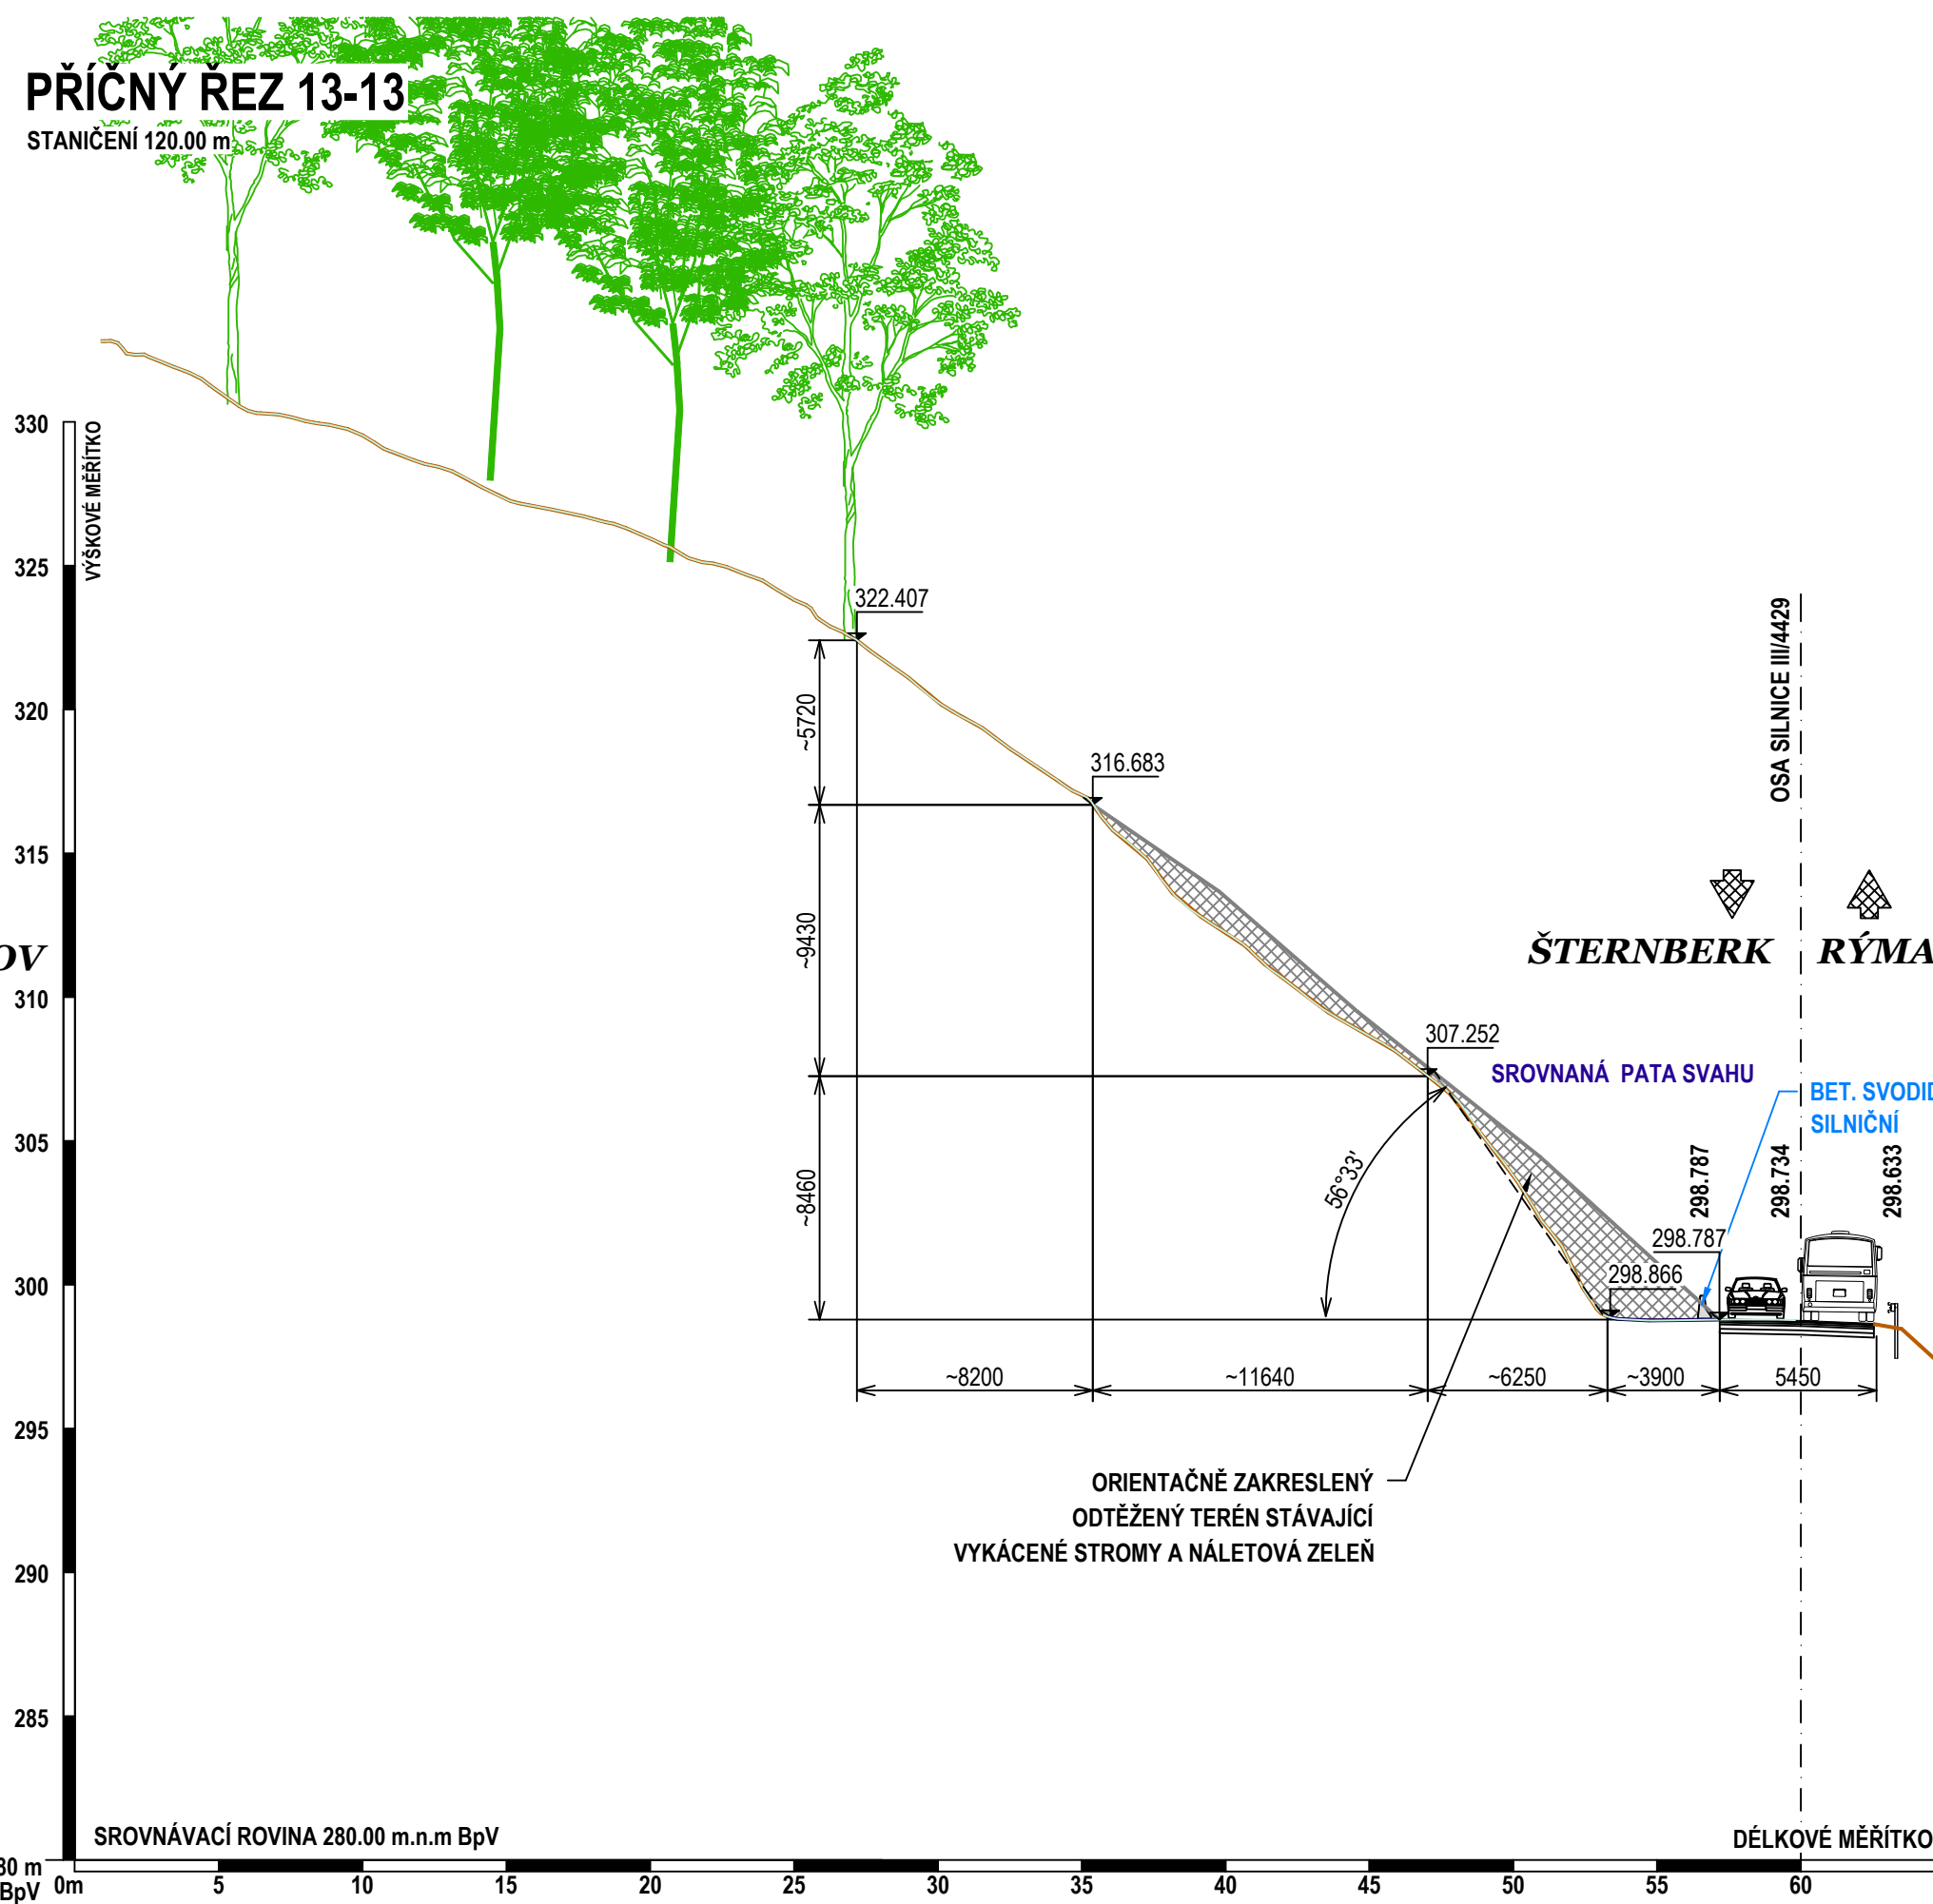 PŘÍČNÝ ŘEZ 13-13
STANIČENÍ 120.00 m
330
VÝŠKOVÉ MĚŘÍTKO
325
322.407
OSA SILNICE III/4429
320
~5720
316.683
315
~9430
OV
ŠTERNBERK
RÝMA
310
307.252
SROVNANÁ PATA SVAHU
BET. SVODID
SILNIČNÍ
305
56°33'
~8460
298.787
298.734
298.633
298.787
298.866
300
~8200
~11640
~6250
~3900
5450
295
ORIENTAČNĚ ZAKRESLENÝ
ODTĚŽENÝ TERÉN STÁVAJÍCÍ
VYKÁCENÉ STROMY A NÁLETOVÁ ZELEŇ
290
285
SROVNÁVACÍ ROVINA 280.00 m.n.m BpV
DÉLKOVÉ MĚŘÍTKO
80 m
BpV
0m
5
10
15
20
25
30
35
40
45
50
55
60